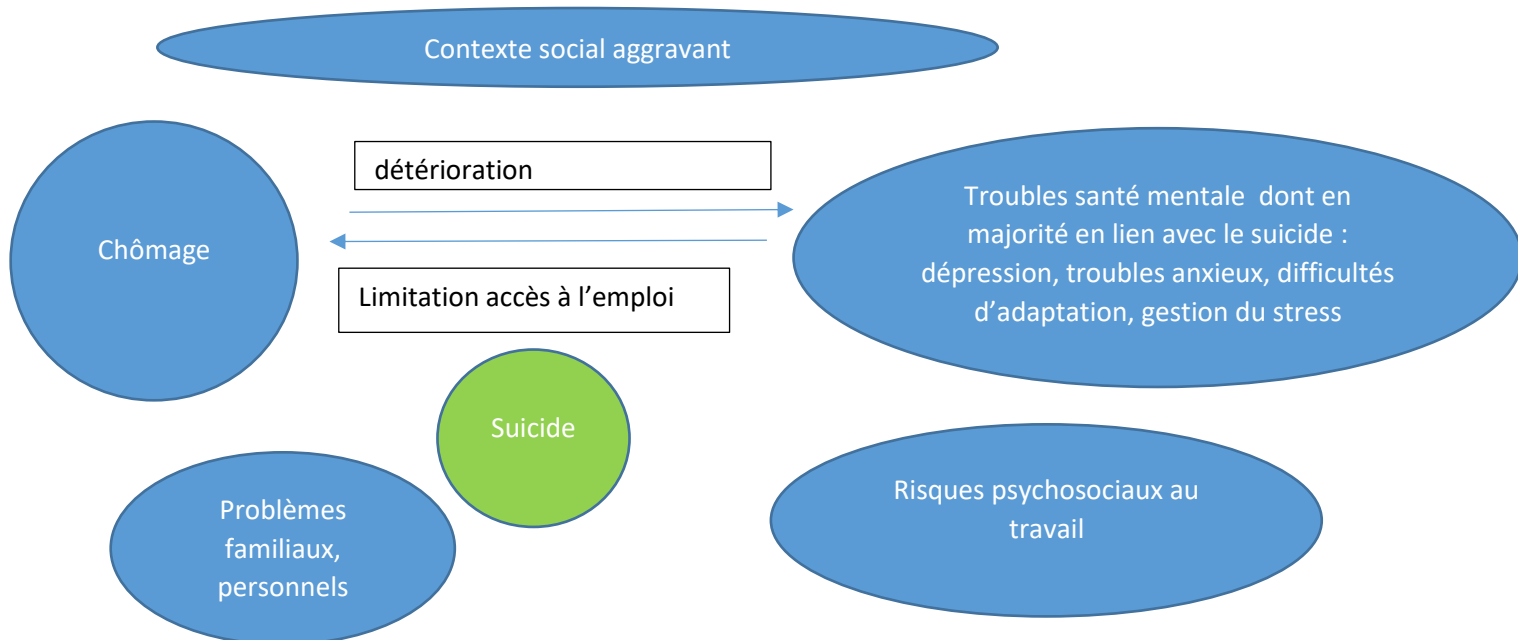 Contexte social aggravant
détérioration
Chômage
Troubles santé mentale  dont en
majorité en lien avec le suicide :
dépression, troubles anxieux, difficultés
d’adaptation, gestion du stress
Limitation accès à l’emploi
Suicide
Problèmes
familiaux,
personnels
Risques psychosociaux au
travail